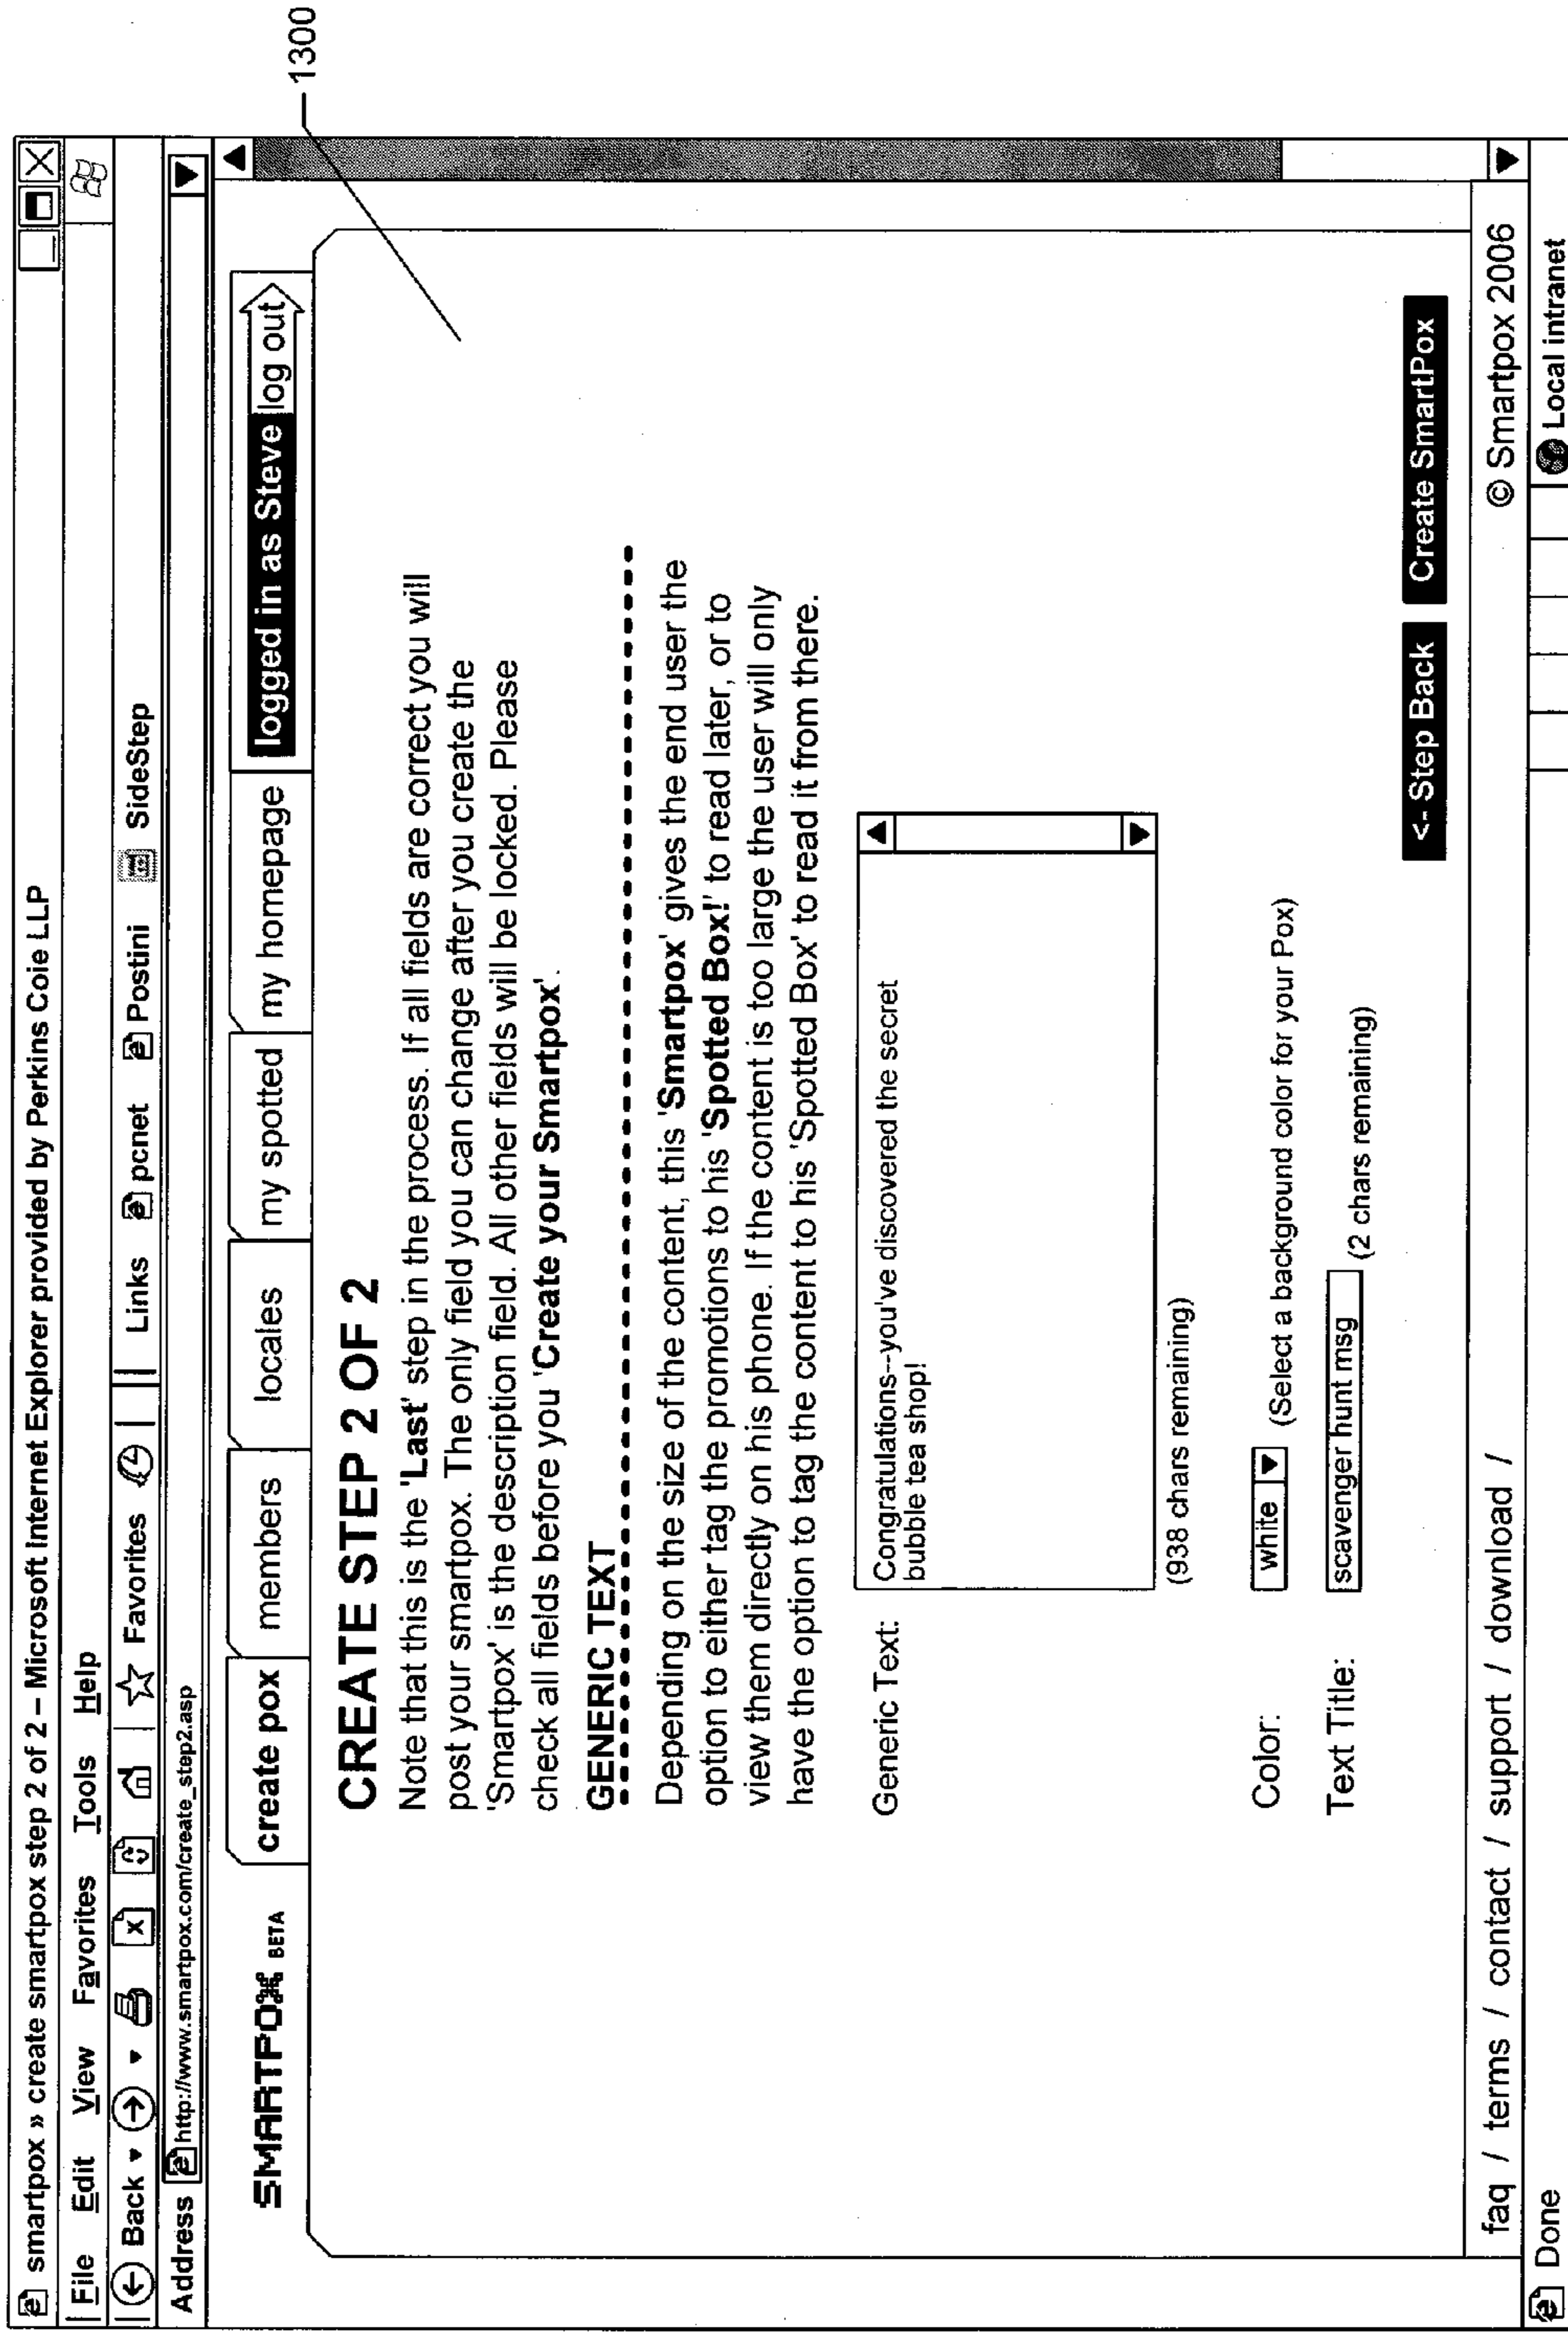 smartpox » create smartpox step 2 of 2 – Microsoft Internet Explorer provided by Perkins Coie LLP
File Edit View Favorites Tools Help
Back Favorites Links pcnet Postini SideStep
Address http://www.smartpox.com/create_step2.asp
SMARTPOX BETA
create pox members locales my spotted my homepage logged in as Steve log out
1300
CREATE STEP 2 OF 2
Note that this is the 'Last' step in the process. If all fields are correct you will
post your smartpox. The only field you can change after you create the
'Smartpox' is the description field. All other fields will be locked. Please
check all fields before you 'Create your Smartpox'.
GENERIC TEXT
Depending on the size of the content, this 'Smartpox' gives the end user the
option to either tag the promotions to his 'Spotted Box!' to read later, or to
view them directly on his phone. If the content is too large the user will only
have the option to tag the content to his 'Spotted Box' to read it from there.
Generic Text: Congratulations--you've discovered the secret
bubble tea shop!
(938 chars remaining)
Color: white (Select a background color for your Pox)
Text Title: scavenger hunt msg (2 chars remaining)
<- Step Back Create SmartPox
faq / terms / contact / support / download / © Smartpox 2006
Done Local intranet